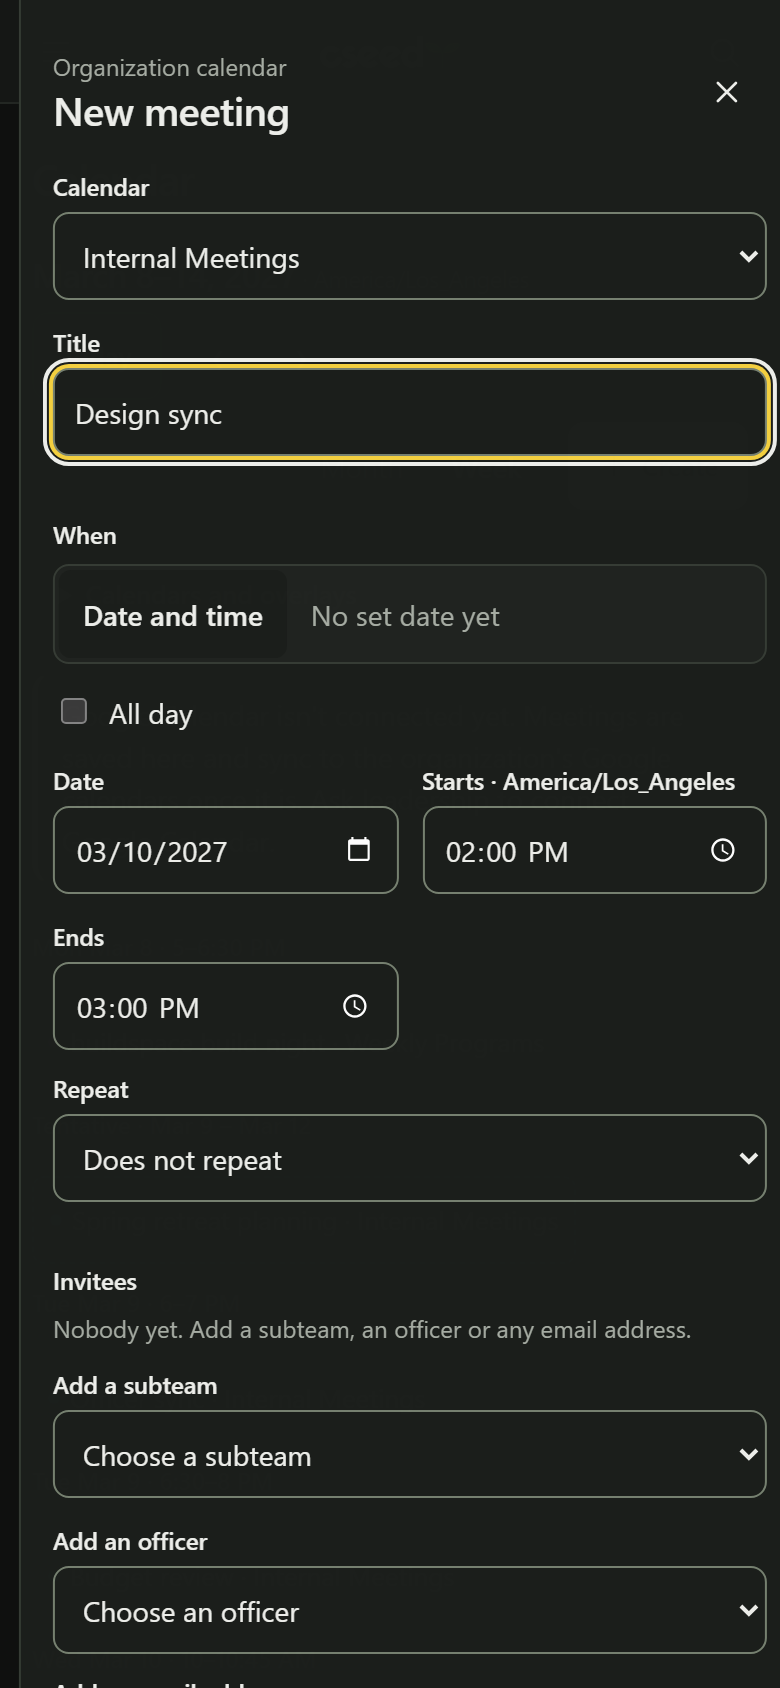 Organization calendar
New meeting
Calendar
Internal Meetings
Title
Design sync
When
Date and time No set date yet
All day
Date Starts · America/Los_Angeles
03/10/2027 02:00 PM
Ends
03:00 PM
Repeat
Does not repeat
Invitees
Nobody yet. Add a subteam, an officer or any email address.
Add a subteam
Choose a subteam
Add an officer
Choose an officer